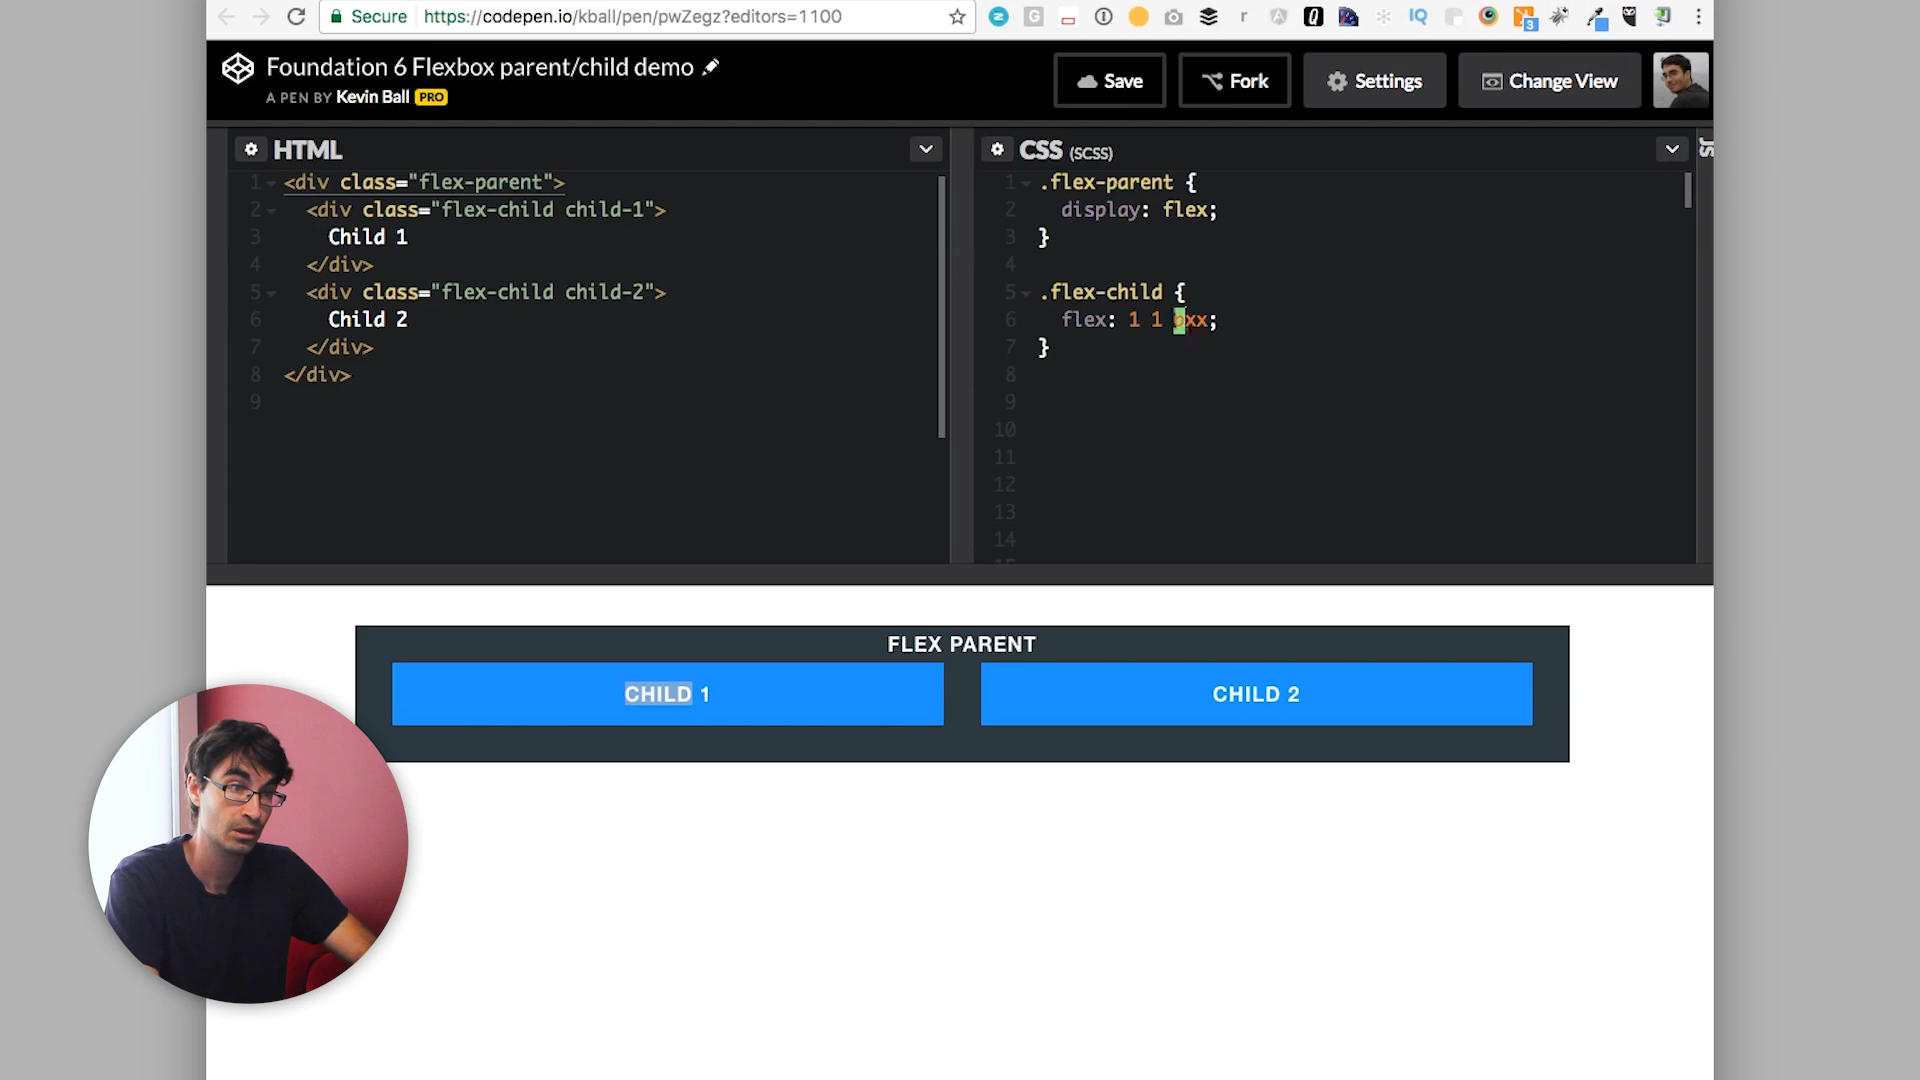 Secure https://codepen.io/kball/pen/pwZegz?editors=1100
Foundation 6 Flexbox parent/child demo
A PEN BY Kevin Ball PRO
Save
Fork
Settings
Change View
HTML
1 <div class="flex-parent">
2 <div class="flex-child child-1">
3 Child 1
4 </div>
5 <div class="flex-child child-2">
6 Child 2
7 </div>
8 </div>
9
CSS (SCSS)
JS
1 .flex-parent {
2 display: flex;
3 }
4
5 .flex-child {
6 flex: 1 1
7 }
8
9
10
11
12
13
14
FLEX PARENT
CHILD 1
CHILD 2